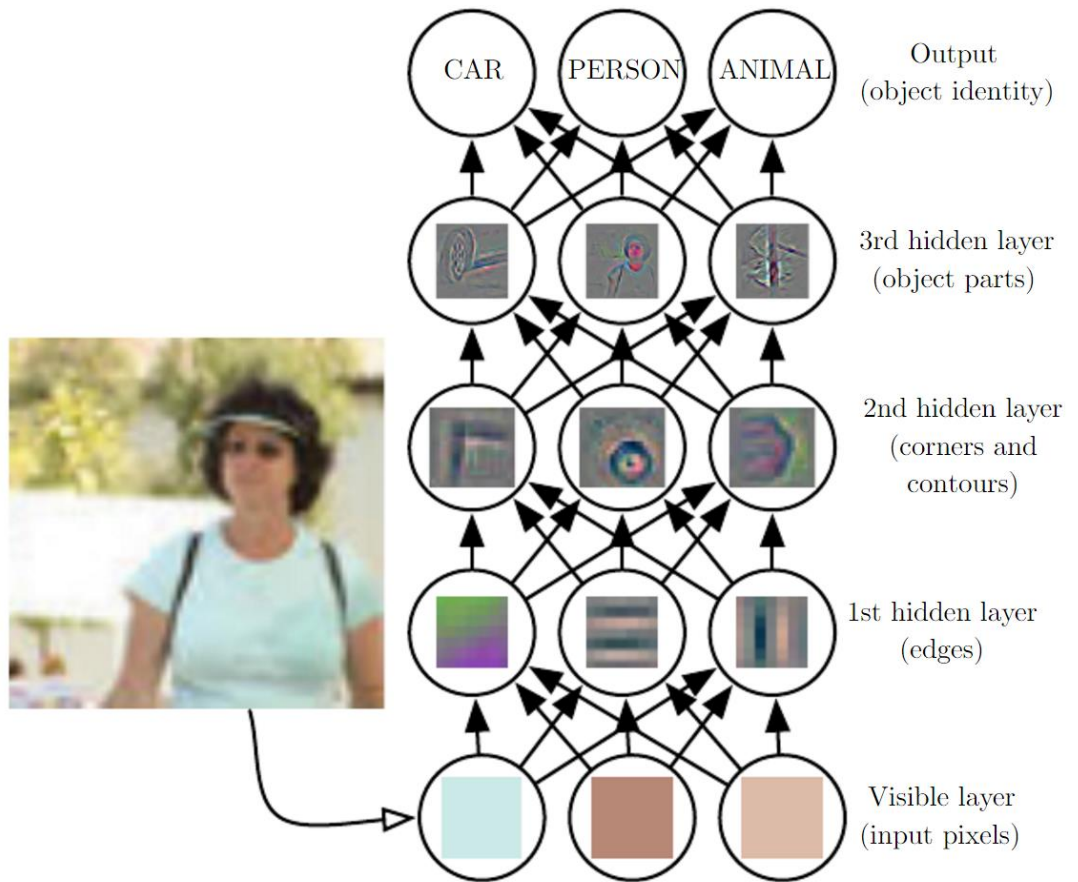 CAR PERSON ANIMAL
Output
(object identity)
3rd hidden layer
(object parts)
2nd hidden layer
(corners and
contours)
1st hidden layer
(edges)
Visible layer
(input pixels)